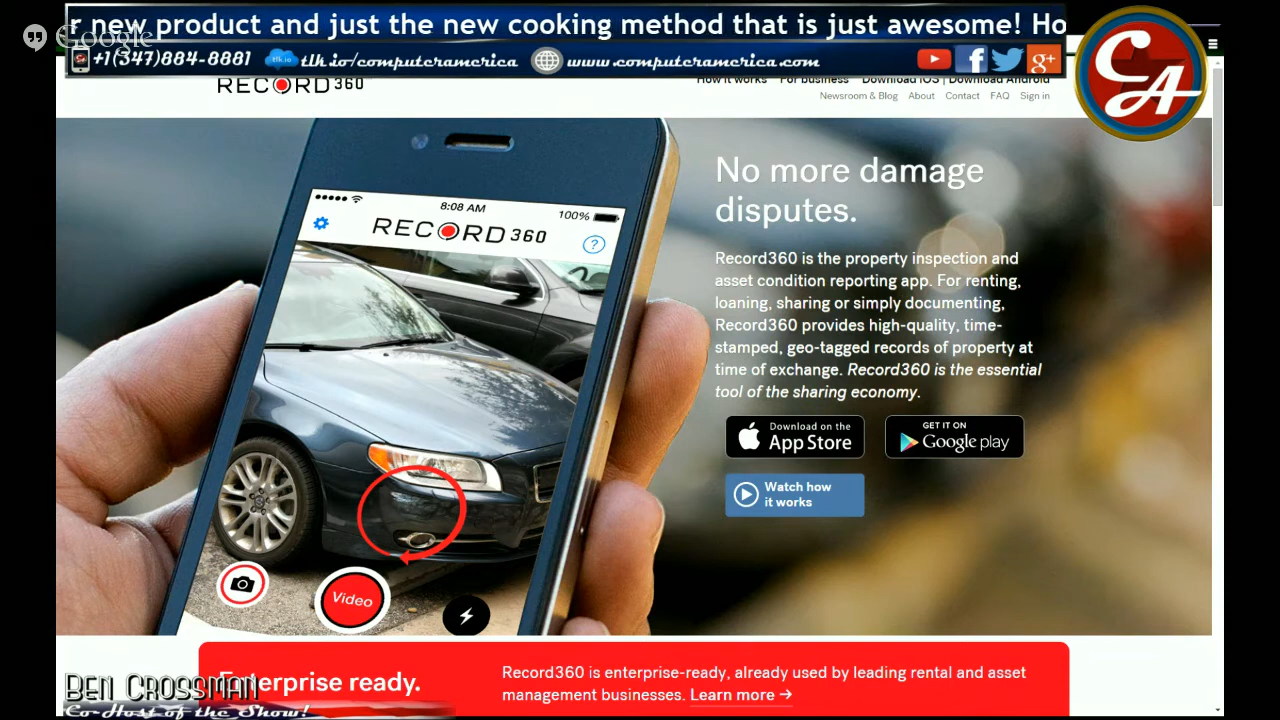 r new product and just the new cooking method that is just awesome! Ho
Google
+1(347)884-8881 tlk.io tlk.io/computeramerica www.computeramerica.com
g+
CA
RECORD 360
How it works For business Download iOS | Download Android
Newsroom & Blog About Contact FAQ Sign in
8:08 AM
100%
RECORD 360
?
Video
No more damage
disputes.
Record360 is the property inspection and
asset condition reporting app. For renting,
loaning, sharing or simply documenting,
Record360 provides high-quality, time-
stamped, geo-tagged records of property at
time of exchange. Record360 is the essential
tool of the sharing economy.
Download on the
App Store
GET IT ON
Google play
Watch how
it works
Enterprise ready.
Record360 is enterprise-ready, already used by leading rental and asset
management businesses. Learn more →
Ben Crossman
Co-Host of the Show!